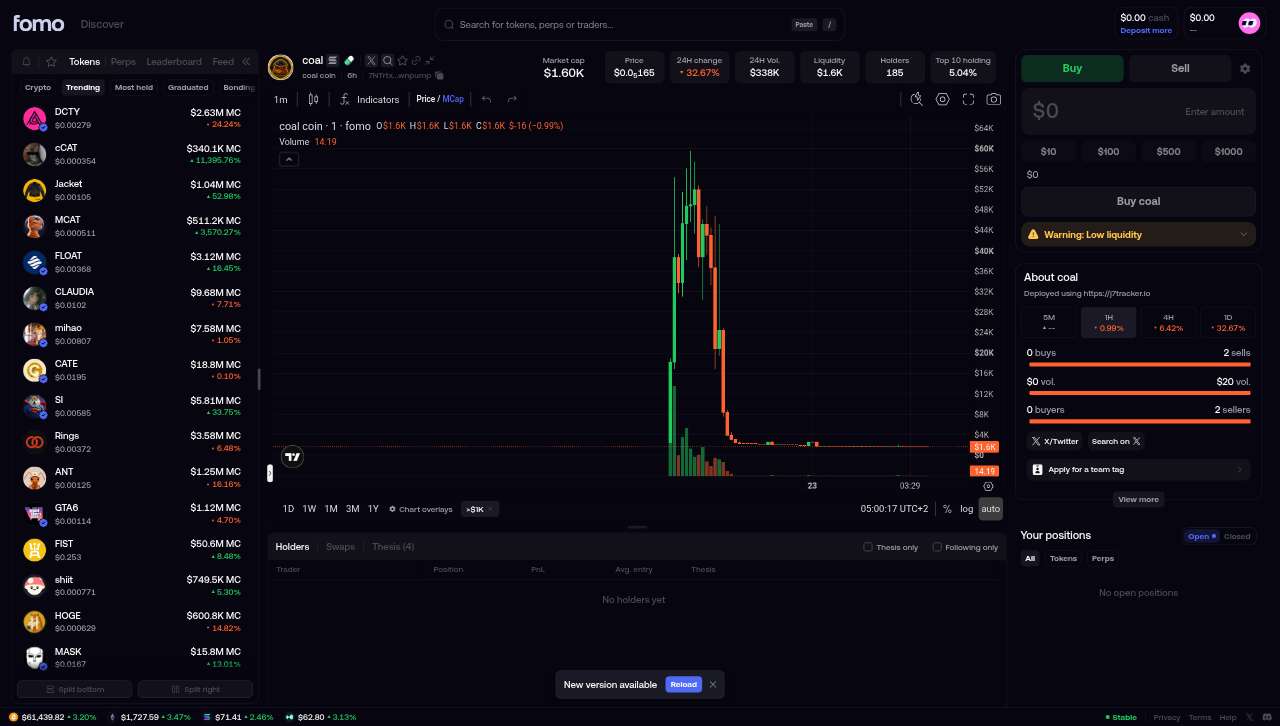 fomo Discover
Search for tokens, perps or traders... Paste /
$0.00 cash
Deposit more
$0.00
—
Tokens Perps Leaderboard Feed
Crypto Trending Most held Graduated Bonding
DCTY $2.63M MC
$0.00279 24.24%
cCAT $340.1K MC
$0.000354 11,395.76%
Jacket $1.04M MC
$0.00105 52.98%
MCAT $511.2K MC
$0.000511 3,570.27%
FLOAT $3.12M MC
$0.00368 16.45%
CLAUDIA $9.68M MC
$0.0102 7.71%
mihao $7.58M MC
$0.00807 1.05%
CATE $18.8M MC
$0.0195 0.10%
SI $5.81M MC
$0.00585 33.75%
Rings $3.58M MC
$0.00372 6.48%
ANT $1.25M MC
$0.00125 16.16%
GTA6 $1.12M MC
$0.00114 4.70%
FIST $50.6M MC
$0.253 8.48%
shiit $749.5K MC
$0.000771 5.30%
HOGE $600.8K MC
$0.000629 14.82%
MASK $15.8M MC
$0.0167 13.01%
Split bottom Split right
coal
coal coin 6h
Market cap
$1.60K
Price
$0.0₅165
24H change
32.67%
24H Vol.
$338K
Liquidity
$1.6K
Holders
185
Top 10 holding
5.04%
1m Indicators Price / MCap
coal coin · 1 · fomo O$1.6K H$1.6K L$1.6K C$1.6K $-16 (−0.99%)
Volume 14.19
$64K
$60K
$56K
$52K
$48K
$44K
$40K
$36K
$32K
$28K
$24K
$20K
$16K
$12K
$8K
$4K
$1.6K
$0
14.19
23 03:29
1D 1W 1M 3M 1Y Chart overlays >$1K 05:00:17 UTC+2 % log auto
Holders Swaps Thesis (4) Thesis only Following only
Trader Position PnL Avg. entry Thesis
No holders yet
New version available Reload
Buy Sell
$0 Enter amount
$10 $100 $500 $1000
$0
Buy coal
Warning: Low liquidity
About coal
Deployed using https://j7tracker.io
5M 1H 4H 1D
-- 0.99% 6.42% 32.67%
0 buys 2 sells
$0 vol. $20 vol.
0 buyers 2 sellers
X/Twitter Search on X
Apply for a team tag
View more
Your positions Open Closed
All Tokens Perps
No open positions
$61,439.82 3.20% $1,727.59 3.47% $71.41 2.46% $62.80 3.13% Stable Privacy Terms Help